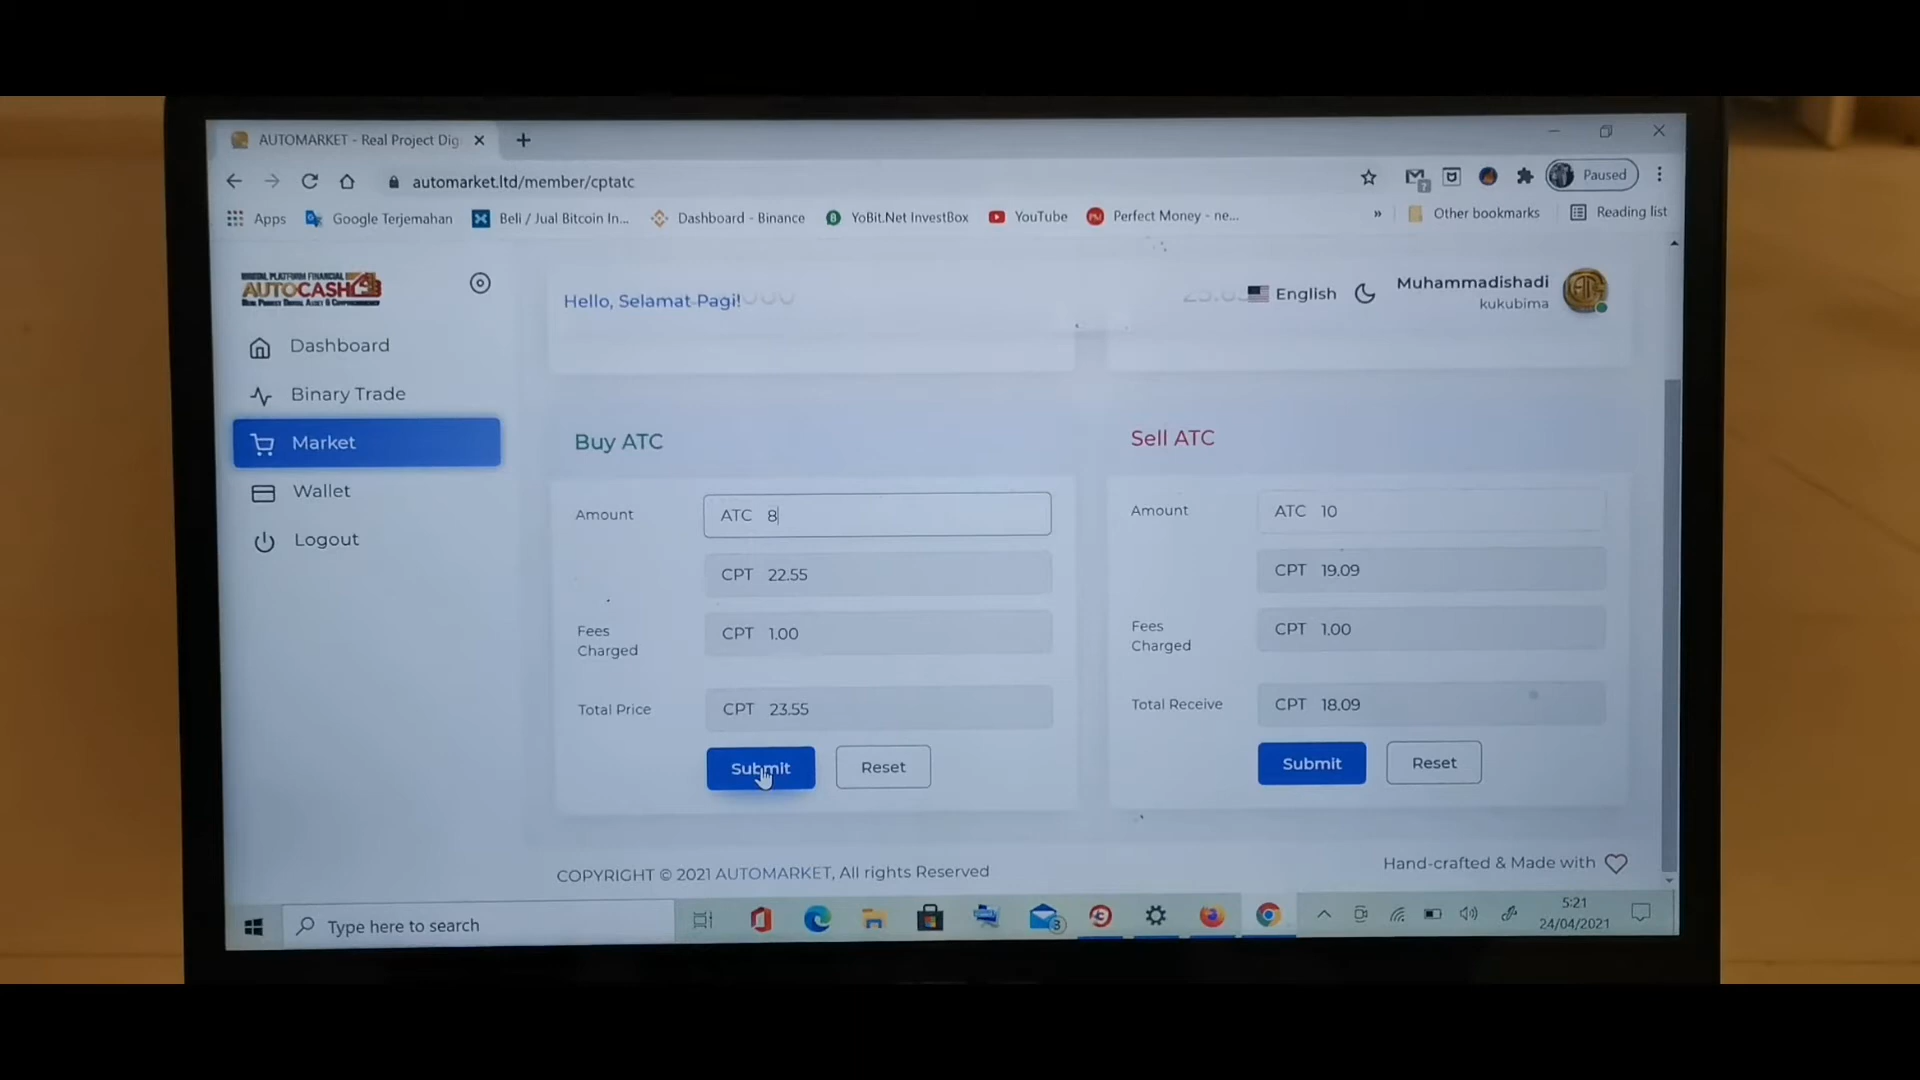 AUTOMARKET - Real Project Dig
automarket.ltd/member/cptatc
Paused
Apps
Google Terjemahan
Beli / Jual Bitcoin In...
Dashboard - Binance
YoBit.Net InvestBox
YouTube
Perfect Money - ne...
»
Other bookmarks
Reading list
DIGITAL PLATFORM FINANCIAL
AUTOCASH
Hello, Selamat Pagi!
English
Muhammadishadi
kukubima
Dashboard
Binary Trade
Market
Wallet
Logout
Buy ATC
Amount
ATC 8
CPT 22.55
Fees
Charged
CPT 1.00
Total Price
CPT 23.55
Submit
Reset
Sell ATC
Amount
ATC 10
CPT 19.09
Fees
Charged
CPT 1.00
Total Receive
CPT 18.09
Submit
Reset
COPYRIGHT © 2021 AUTOMARKET, All rights Reserved
Hand-crafted & Made with
Type here to search
3
5:21
24/04/2021